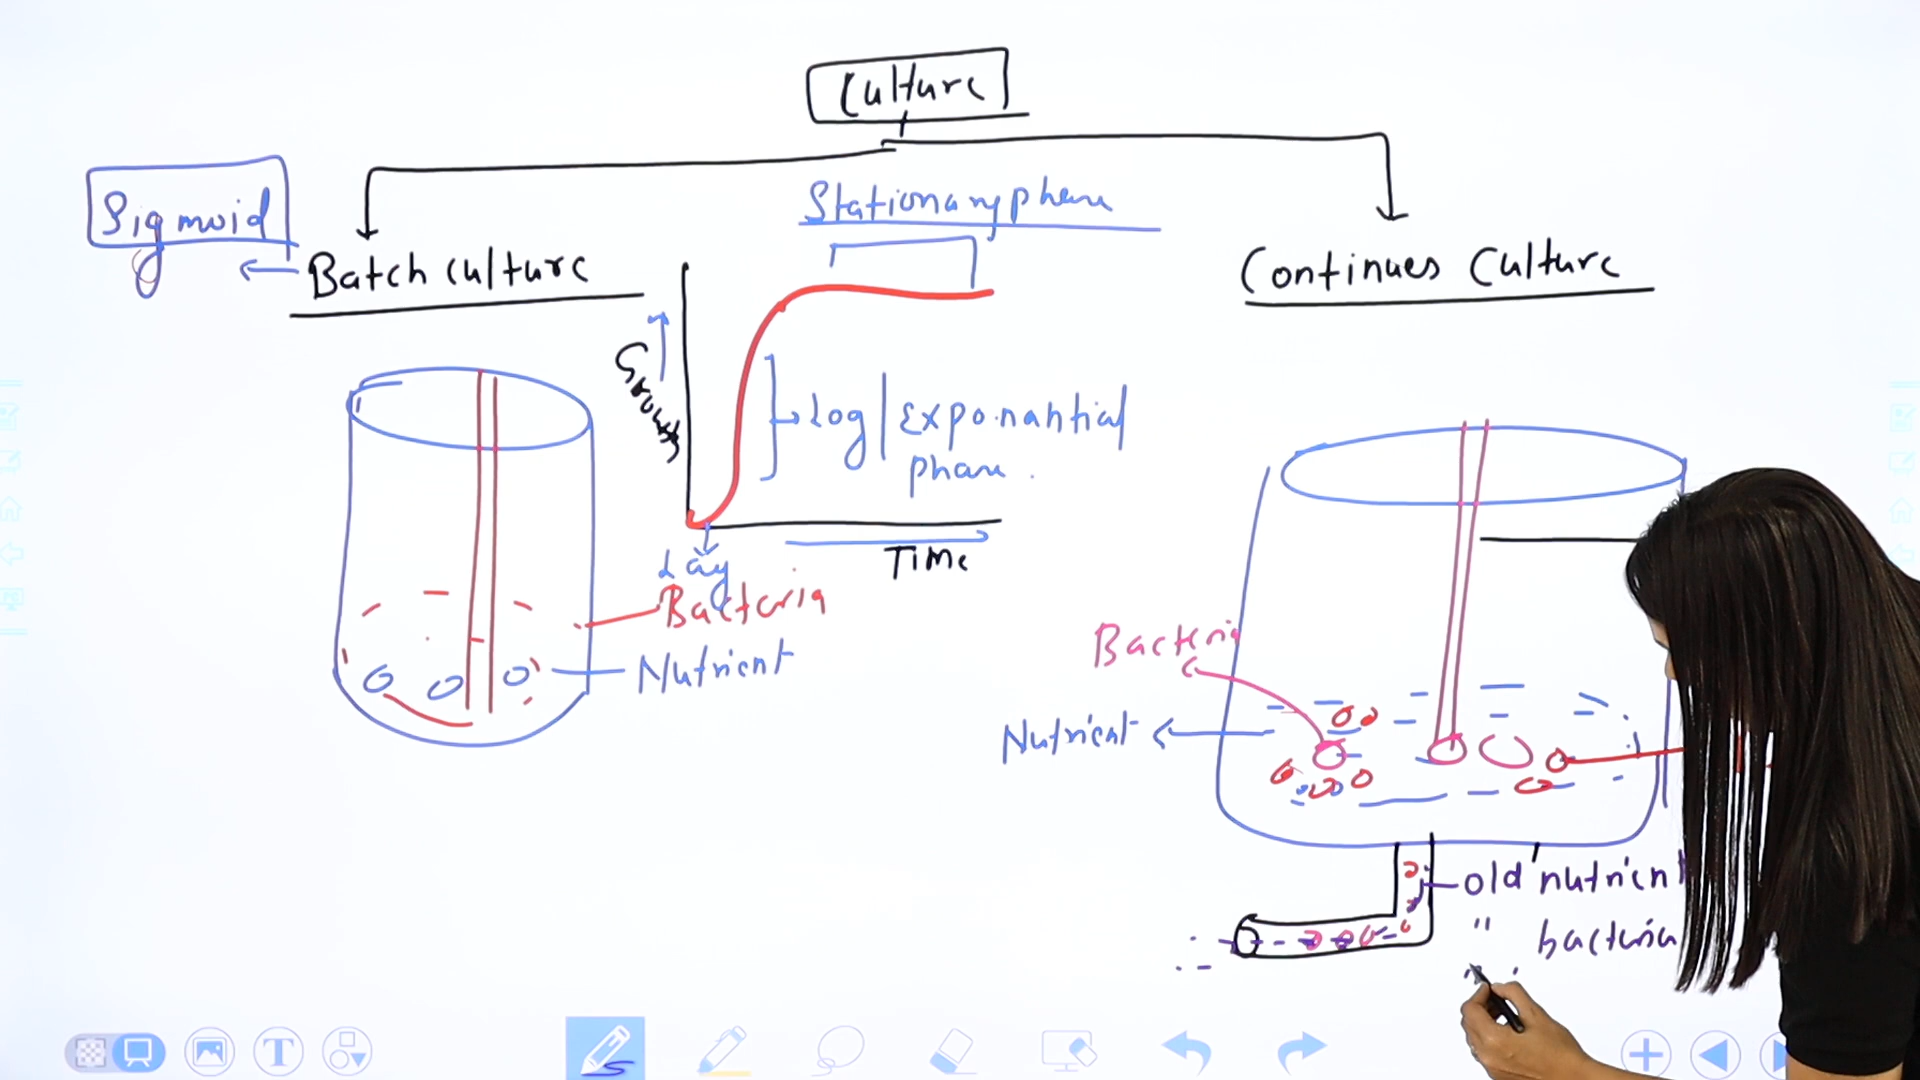 Culture
Sigmoid
Stationary phase
Batch culture
Continues Culture
Growth
Log | Exponantial
phase
Lag
Time
Bacteria
Nutrient
Bacteri
Nutrient
old nutrient
" bacteria
"
T